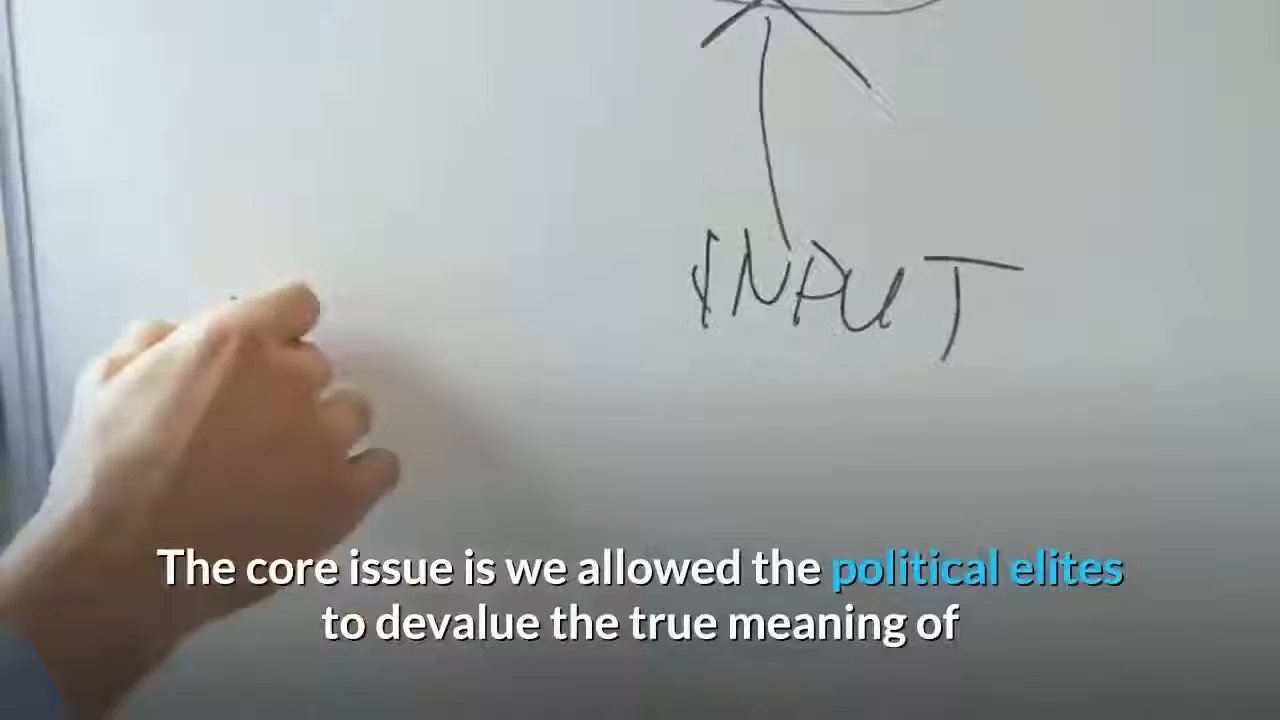 INPUT
The core issue is we allowed the political elites
to devalue the true meaning of